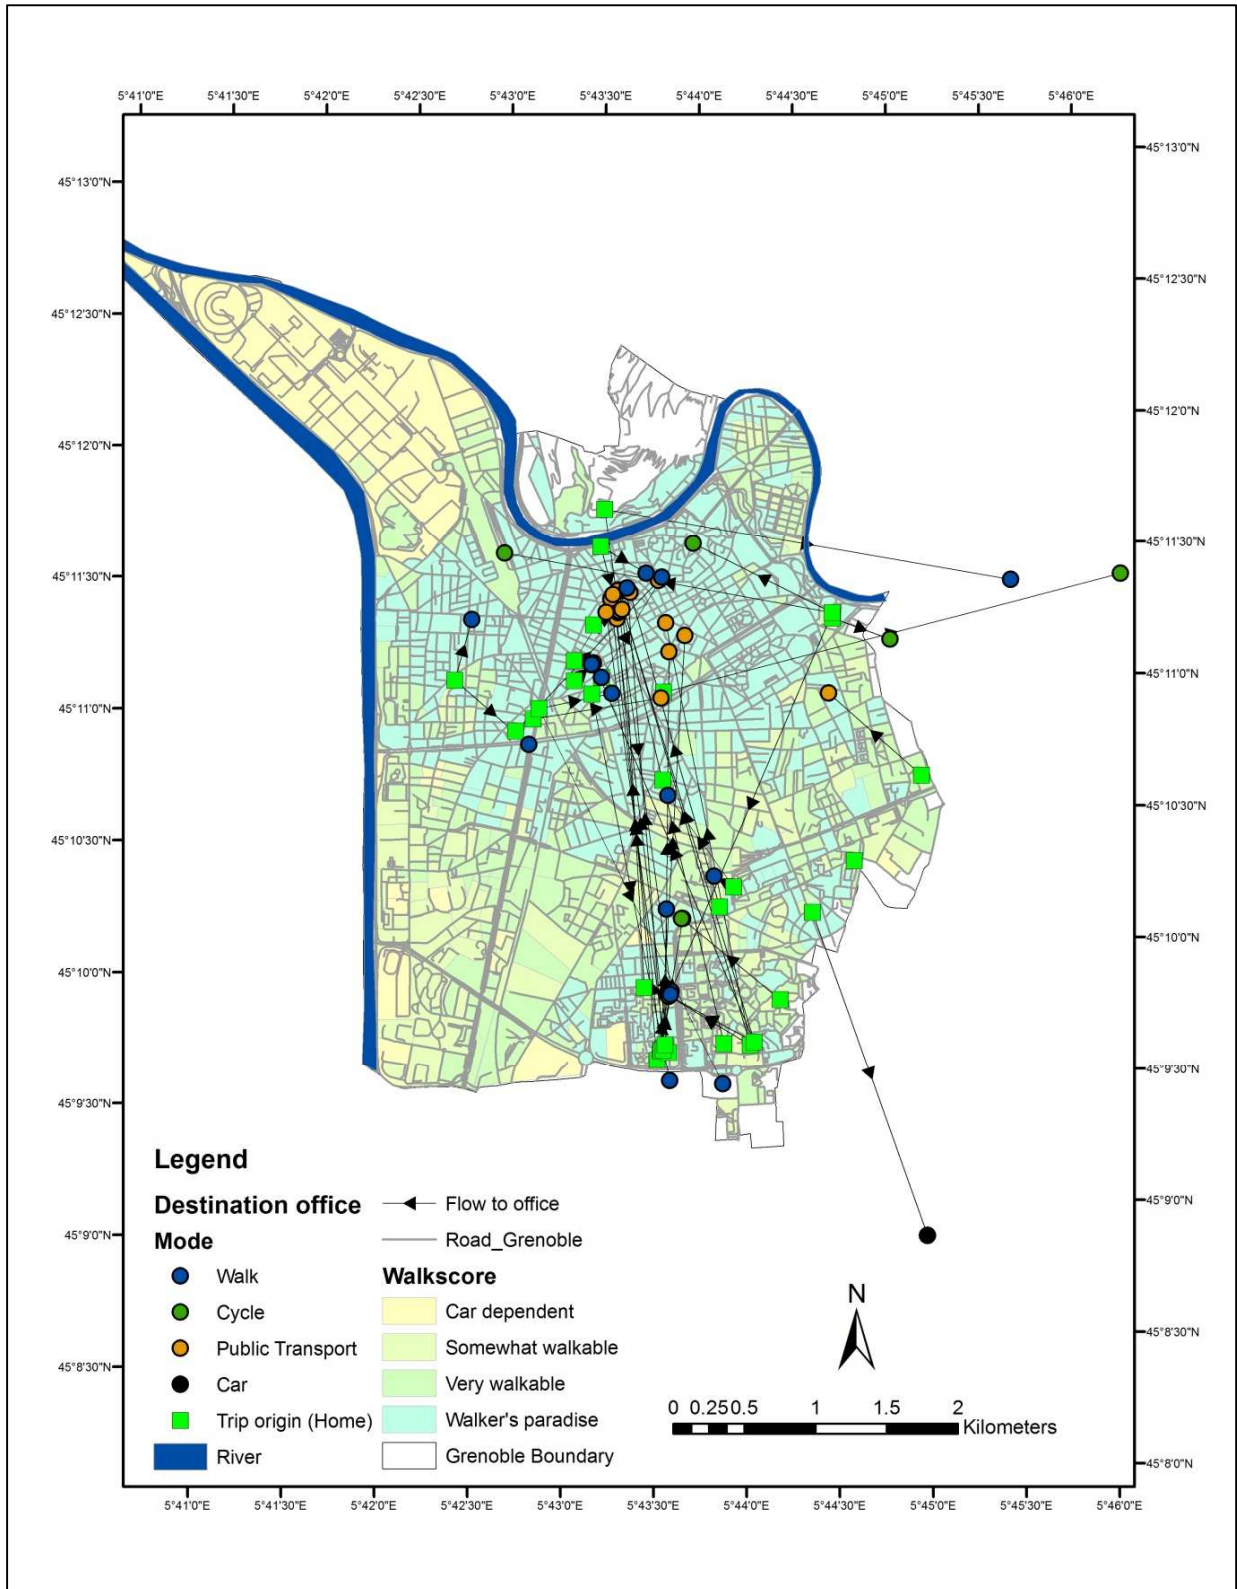 5°41'0"E 5°41'30"E 5°42'0"E 5°42'30"E 5°43'0"E 5°43'30"E 5°44'0"E 5°44'30"E 5°45'0"E 5°45'30"E 5°46'0"E
45°13'0"N
45°13'0"N
45°12'30"N
45°12'30"N
45°12'0"N
45°12'0"N
45°11'30"N
45°11'30"N
45°11'0"N
45°11'0"N
45°10'30"N
45°10'30"N
45°10'0"N
45°10'0"N
45°9'30"N
45°9'30"N
45°9'0"N
45°9'0"N
45°8'30"N
45°8'30"N
45°8'0"N
Legend
Destination office
Mode
Walk
Cycle
Public Transport
Car
Trip origin (Home)
River
Flow to office
Road_Grenoble
Walkscore
Car dependent
Somewhat walkable
Very walkable
Walker's paradise
Grenoble Boundary
N
0 0.25 0.5 1 1.5 2
Kilometers
5°41'0"E 5°41'30"E 5°42'0"E 5°42'30"E 5°43'0"E 5°43'30"E 5°44'0"E 5°44'30"E 5°45'0"E 5°45'30"E 5°46'0"E